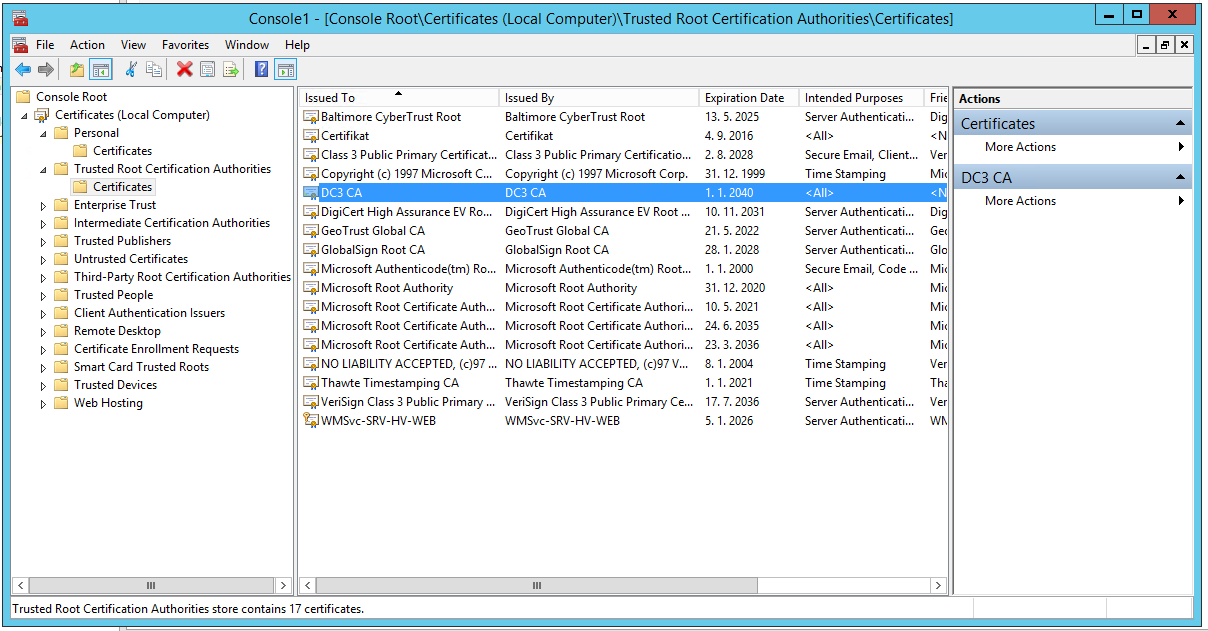 Console1 - [Console Root\Certificates (Local Computer)\Trusted Root Certification Authorities\Certificates]
File Action View Favorites Window Help
Console Root
Certificates (Local Computer)
Personal
Certificates
Trusted Root Certification Authorities
Certificates
Enterprise Trust
Intermediate Certification Authorities
Trusted Publishers
Untrusted Certificates
Third-Party Root Certification Authorities
Trusted People
Client Authentication Issuers
Remote Desktop
Certificate Enrollment Requests
Smart Card Trusted Roots
Trusted Devices
Web Hosting
Issued To Issued By Expiration Date Intended Purposes Frie
Baltimore CyberTrust Root Baltimore CyberTrust Root 13. 5. 2025 Server Authenticati... Dig
Certifikat Certifikat 4. 9. 2016 <All> <N
Class 3 Public Primary Certificat... Class 3 Public Primary Certificatio... 2. 8. 2028 Secure Email, Client... Ver
Copyright (c) 1997 Microsoft C... Copyright (c) 1997 Microsoft Corp. 31. 12. 1999 Time Stamping Mic
DC3 CA DC3 CA 1. 1. 2040 <All> <N
DigiCert High Assurance EV Ro... DigiCert High Assurance EV Root ... 10. 11. 2031 Server Authenticati... Dig
GeoTrust Global CA GeoTrust Global CA 21. 5. 2022 Server Authenticati... Geo
GlobalSign Root CA GlobalSign Root CA 28. 1. 2028 Server Authenticati... Glo
Microsoft Authenticode(tm) Ro... Microsoft Authenticode(tm) Root... 1. 1. 2000 Secure Email, Code ... Mic
Microsoft Root Authority Microsoft Root Authority 31. 12. 2020 <All> Mic
Microsoft Root Certificate Auth... Microsoft Root Certificate Authori... 10. 5. 2021 <All> Mic
Microsoft Root Certificate Auth... Microsoft Root Certificate Authori... 24. 6. 2035 <All> Mic
Microsoft Root Certificate Auth... Microsoft Root Certificate Authori... 23. 3. 2036 <All> Mic
NO LIABILITY ACCEPTED, (c)97 ... NO LIABILITY ACCEPTED, (c)97 V... 8. 1. 2004 Time Stamping Ver
Thawte Timestamping CA Thawte Timestamping CA 1. 1. 2021 Time Stamping Tha
VeriSign Class 3 Public Primary ... VeriSign Class 3 Public Primary Ce... 17. 7. 2036 Server Authenticati... Ver
WMSvc-SRV-HV-WEB WMSvc-SRV-HV-WEB 5. 1. 2026 Server Authenticati... WM
Actions
Certificates
More Actions
DC3 CA
More Actions
Trusted Root Certification Authorities store contains 17 certificates.